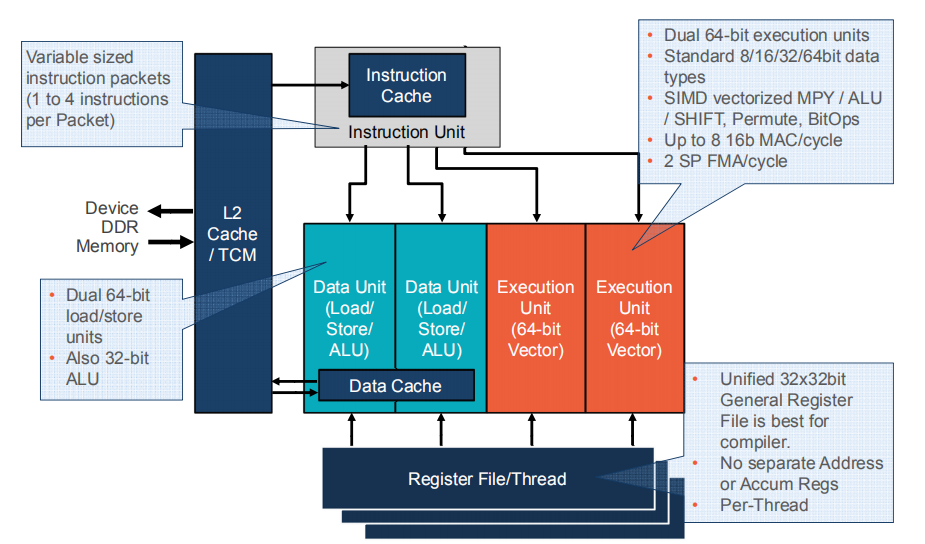 Variable sized
instruction packets
(1 to 4 instructions
per Packet)
Instruction
Cache
Instruction Unit
• Dual 64-bit execution units
• Standard 8/16/32/64bit data
types
• SIMD vectorized MPY / ALU
/ SHIFT, Permute, BitOps
• Up to 8 16b MAC/cycle
• 2 SP FMA/cycle
Device
DDR
Memory
L2
Cache
/ TCM
• Dual 64-bit
load/store
units
• Also 32-bit
ALU
Data Unit
(Load/
Store/
ALU)
Data Unit
(Load/
Store/
ALU)
Execution
Unit
(64-bit
Vector)
Execution
Unit
(64-bit
Vector)
Data Cache
Register File/Thread
• Unified 32x32bit
General Register
File is best for
compiler.
• No separate Address
or Accum Regs
• Per-Thread